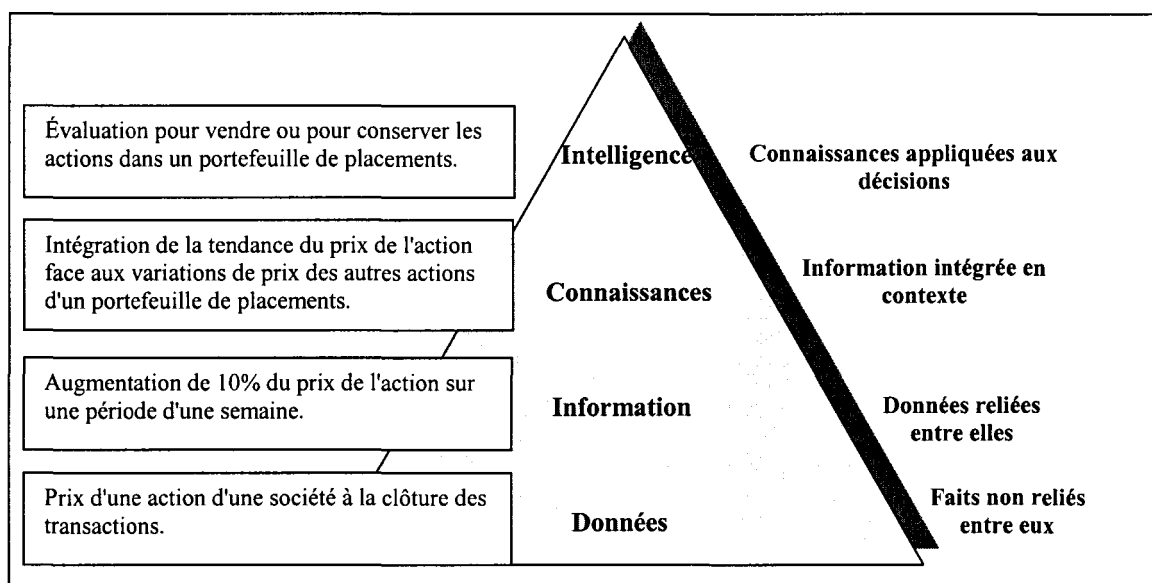 Évaluation pour vendre ou pour conserver les
actions dans un portefeuille de placements.
Intelligence
Connaissances appliquées aux
décisions
Intégration de la tendance du prix de l'action
face aux variations de prix des autres actions
d'un portefeuille de placements.
Connaissances
Information intégrée en
contexte
Augmentation de 10% du prix de l'action sur
une période d'une semaine.
Information
Données reliées
entre elles
Prix d'une action d'une société à la clôture des
transactions.
Données
Faits non reliés
entre eux